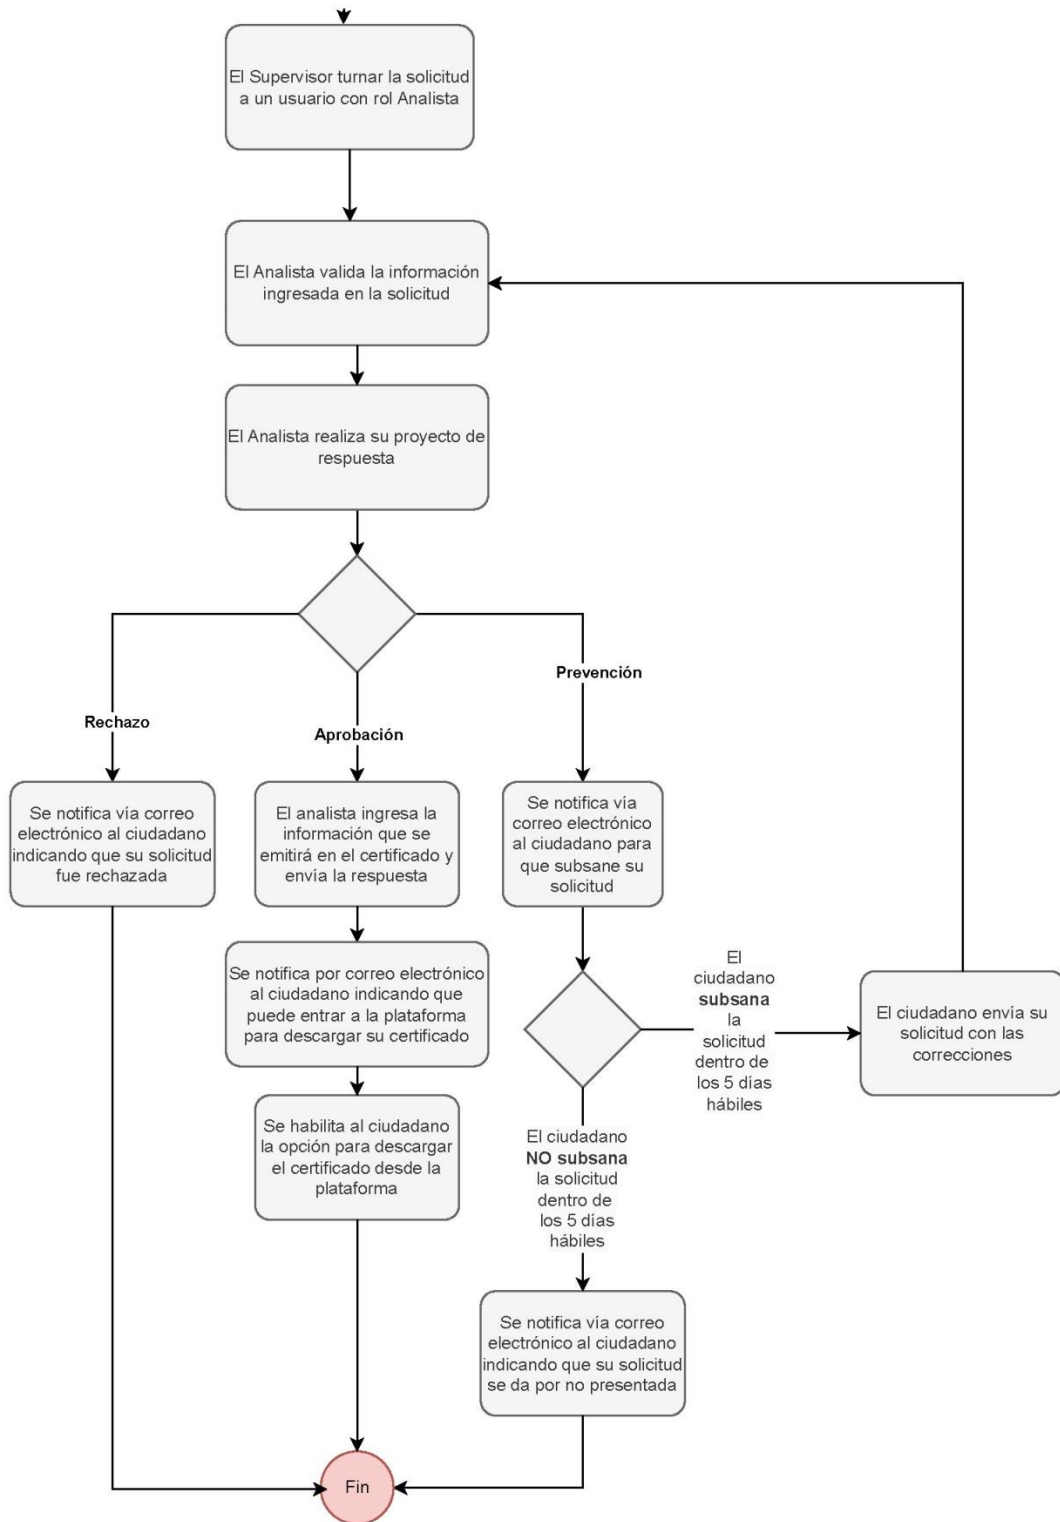 El Supervisor turnar la solicitud
a un usuario con rol Analista
El Analista valida la información
ingresada en la solicitud
El Analista realiza su proyecto de
respuesta
Prevención
Rechazo
Aprobación
Se notifica vía correo
electrónico al ciudadano
indicando que su solicitud
fue rechazada
El analista ingresa la
información que se
emitirá en el certificado y
envía la respuesta
Se notifica vía
correo electrónico
al ciudadano para
que subsane su
solicitud
Se notifica por correo electrónico
al ciudadano indicando que
puede entrar a la plataforma
para descargar su certificado
El
ciudadano
subsana
la
solicitud
dentro de
los 5 días
hábiles
El ciudadano envía su
solicitud con las
correcciones
Se habilita al ciudadano
la opción para descargar
el certificado desde la
plataforma
El ciudadano
NO subsana
la solicitud
dentro de
los 5 días
hábiles
Se notifica vía correo
electrónico al ciudadano
indicando que su solicitud
se da por no presentada
Fin